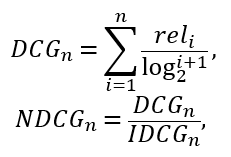 DCG_n = \sum_{i=1}^{n} \frac{rel_i}{\log_2^{i+1}},
NDCG_n = \frac{DCG_n}{IDCG_n},